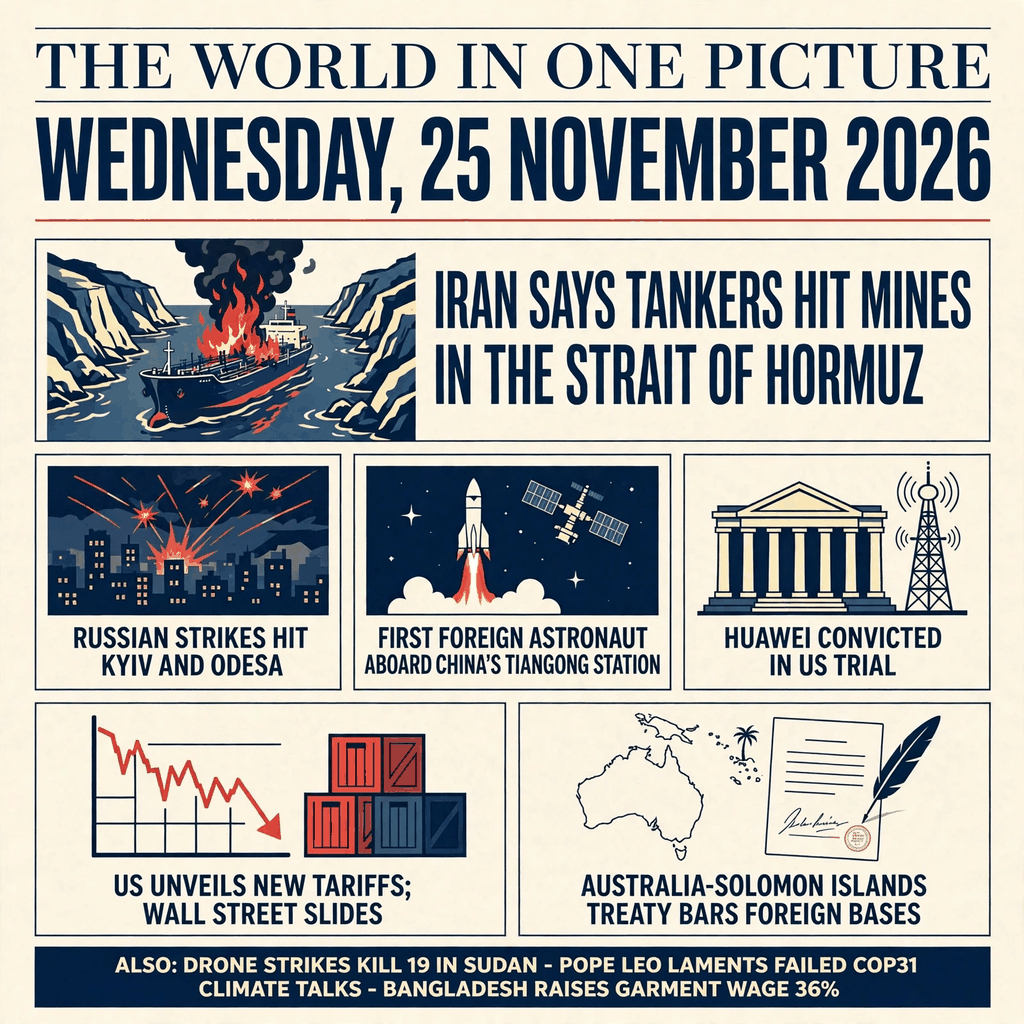 THE WORLD IN ONE PICTURE
WEDNESDAY, 25 NOVEMBER 2026
IRAN SAYS TANKERS HIT MINES
IN THE STRAIT OF HORMUZ
RUSSIAN STRIKES HIT
KYIV AND ODESA
FIRST FOREIGN ASTRONAUT
ABOARD CHINA'S TIANGONG STATION
HUAWEI CONVICTED
IN US TRIAL
US UNVEILS NEW TARIFFS;
WALL STREET SLIDES
AUSTRALIA-SOLOMON ISLANDS
TREATY BARS FOREIGN BASES
ALSO: DRONE STRIKES KILL 19 IN SUDAN - POPE LEO LAMENTS FAILED COP31
CLIMATE TALKS - BANGLADESH RAISES GARMENT WAGE 36%